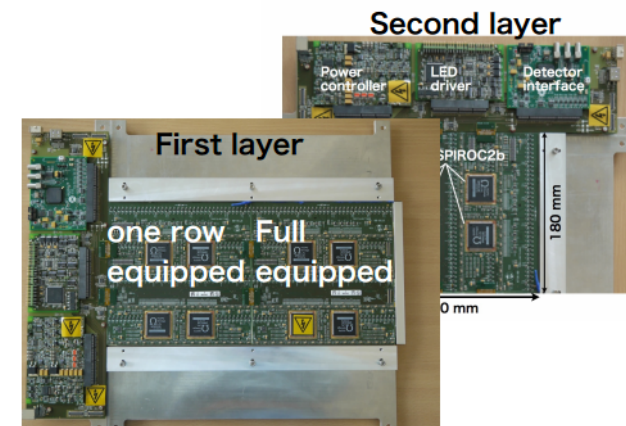 Second layer
Power
controller
LED
driver
Detector
interface
First layer
SPIROC2b
one row
equipped
Full
equipped
180 mm
0 mm